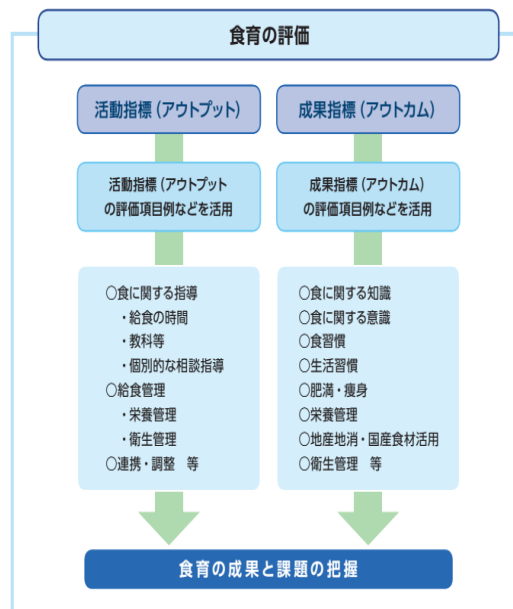 食育の評価
活動指標（アウトプット）
成果指標（アウトカム）
活動指標（アウトプット
の評価項目例などを活用
成果指標（アウトカム）
の評価項目例などを活用
○食に関する指導
・給食の時間
・教科等
・個別的な相談指導
○給食管理
・栄養管理
・衛生管理
○連携・調整　等
○食に関する知識
○食に関する意識
○食習慣
○生活習慣
○肥満・痩身
○栄養管理
○地産地消・国産食材活用
○衛生管理　等
食育の成果と課題の把握